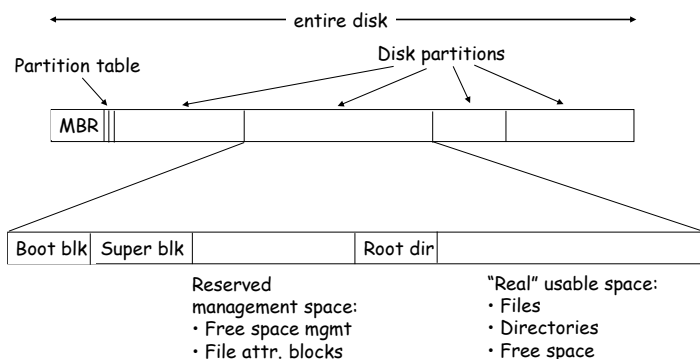 entire disk
Partition table
Disk partitions
MBR
Boot blk
Super blk
Root dir
Reserved
management space:
• Free space mgmt
• File attr. blocks
"Real" usable space:
• Files
• Directories
• Free space